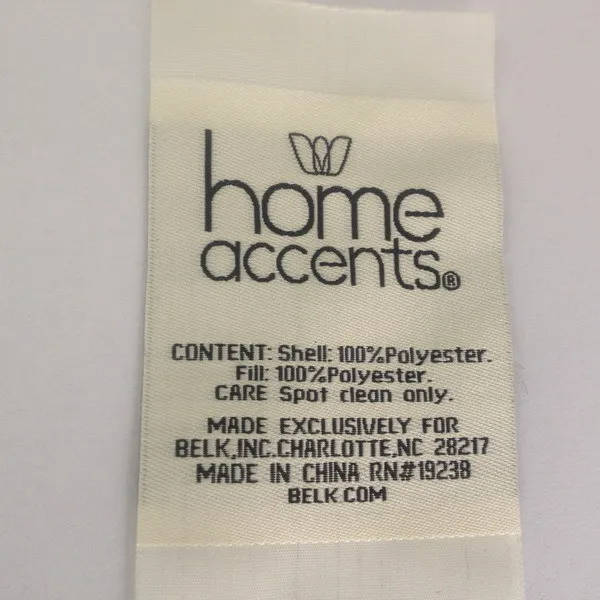 home
accents®
CONTENT: Shell: 100%Polyester.
Fill: 100%Polyester.
CARE Spot clean only.
MADE EXCLUSIVELY FOR
BELK,INC.CHARLOTTE,NC 28217
MADE IN CHINA RN#19238
BELK.COM